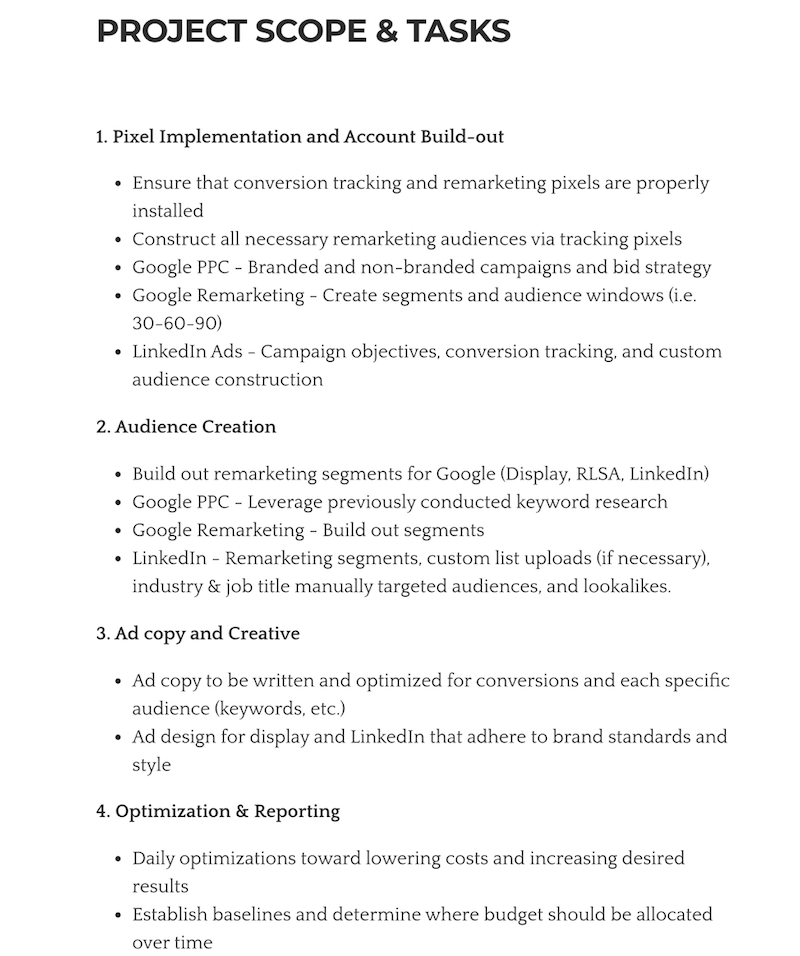 PROJECT SCOPE & TASKS
1. Pixel Implementation and Account Build-out
• Ensure that conversion tracking and remarketing pixels are properly
installed
• Construct all necessary remarketing audiences via tracking pixels
• Google PPC - Branded and non-branded campaigns and bid strategy
• Google Remarketing - Create segments and audience windows (i.e.
30-60-90)
• LinkedIn Ads - Campaign objectives, conversion tracking, and custom
audience construction
2. Audience Creation
• Build out remarketing segments for Google (Display, RLSA, LinkedIn)
• Google PPC - Leverage previously conducted keyword research
• Google Remarketing - Build out segments
• LinkedIn - Remarketing segments, custom list uploads (if necessary),
industry & job title manually targeted audiences, and lookalikes.
3. Ad copy and Creative
• Ad copy to be written and optimized for conversions and each specific
audience (keywords, etc.)
• Ad design for display and LinkedIn that adhere to brand standards and
style
4. Optimization & Reporting
• Daily optimizations toward lowering costs and increasing desired
results
• Establish baselines and determine where budget should be allocated
over time